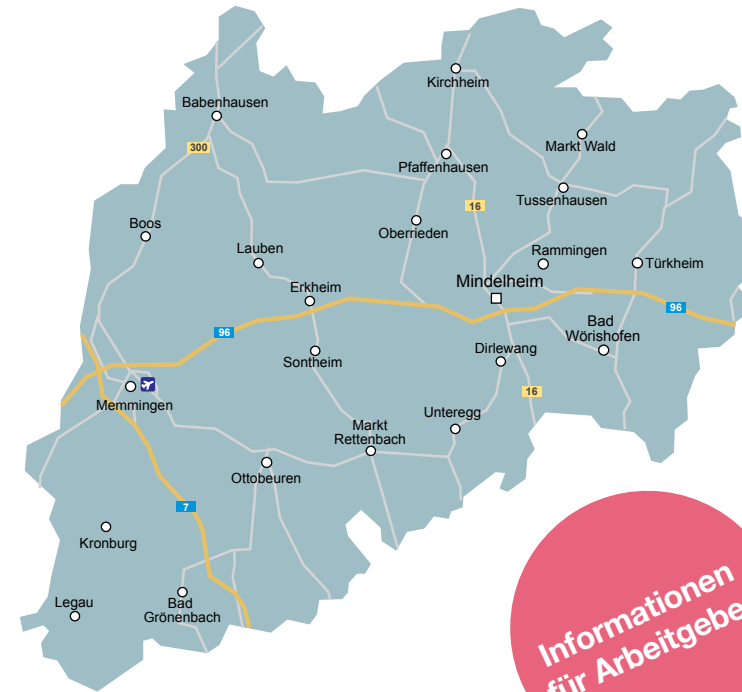 Kirchheim
Babenhausen
Markt Wald
300
Pfaffenhausen
Tussenhausen
16
Boos
Oberrieden
Lauben
Rammingen
Türkheim
Erkheim
Mindelheim
96
96
Bad
Wörishofen
Sontheim
Dirlewang
16
Memmingen
Unteregg
Markt
Rettenbach
Ottobeuren
7
Kronburg
Legau
Bad
Grönenbach
Informationen
für Arbeitgebe